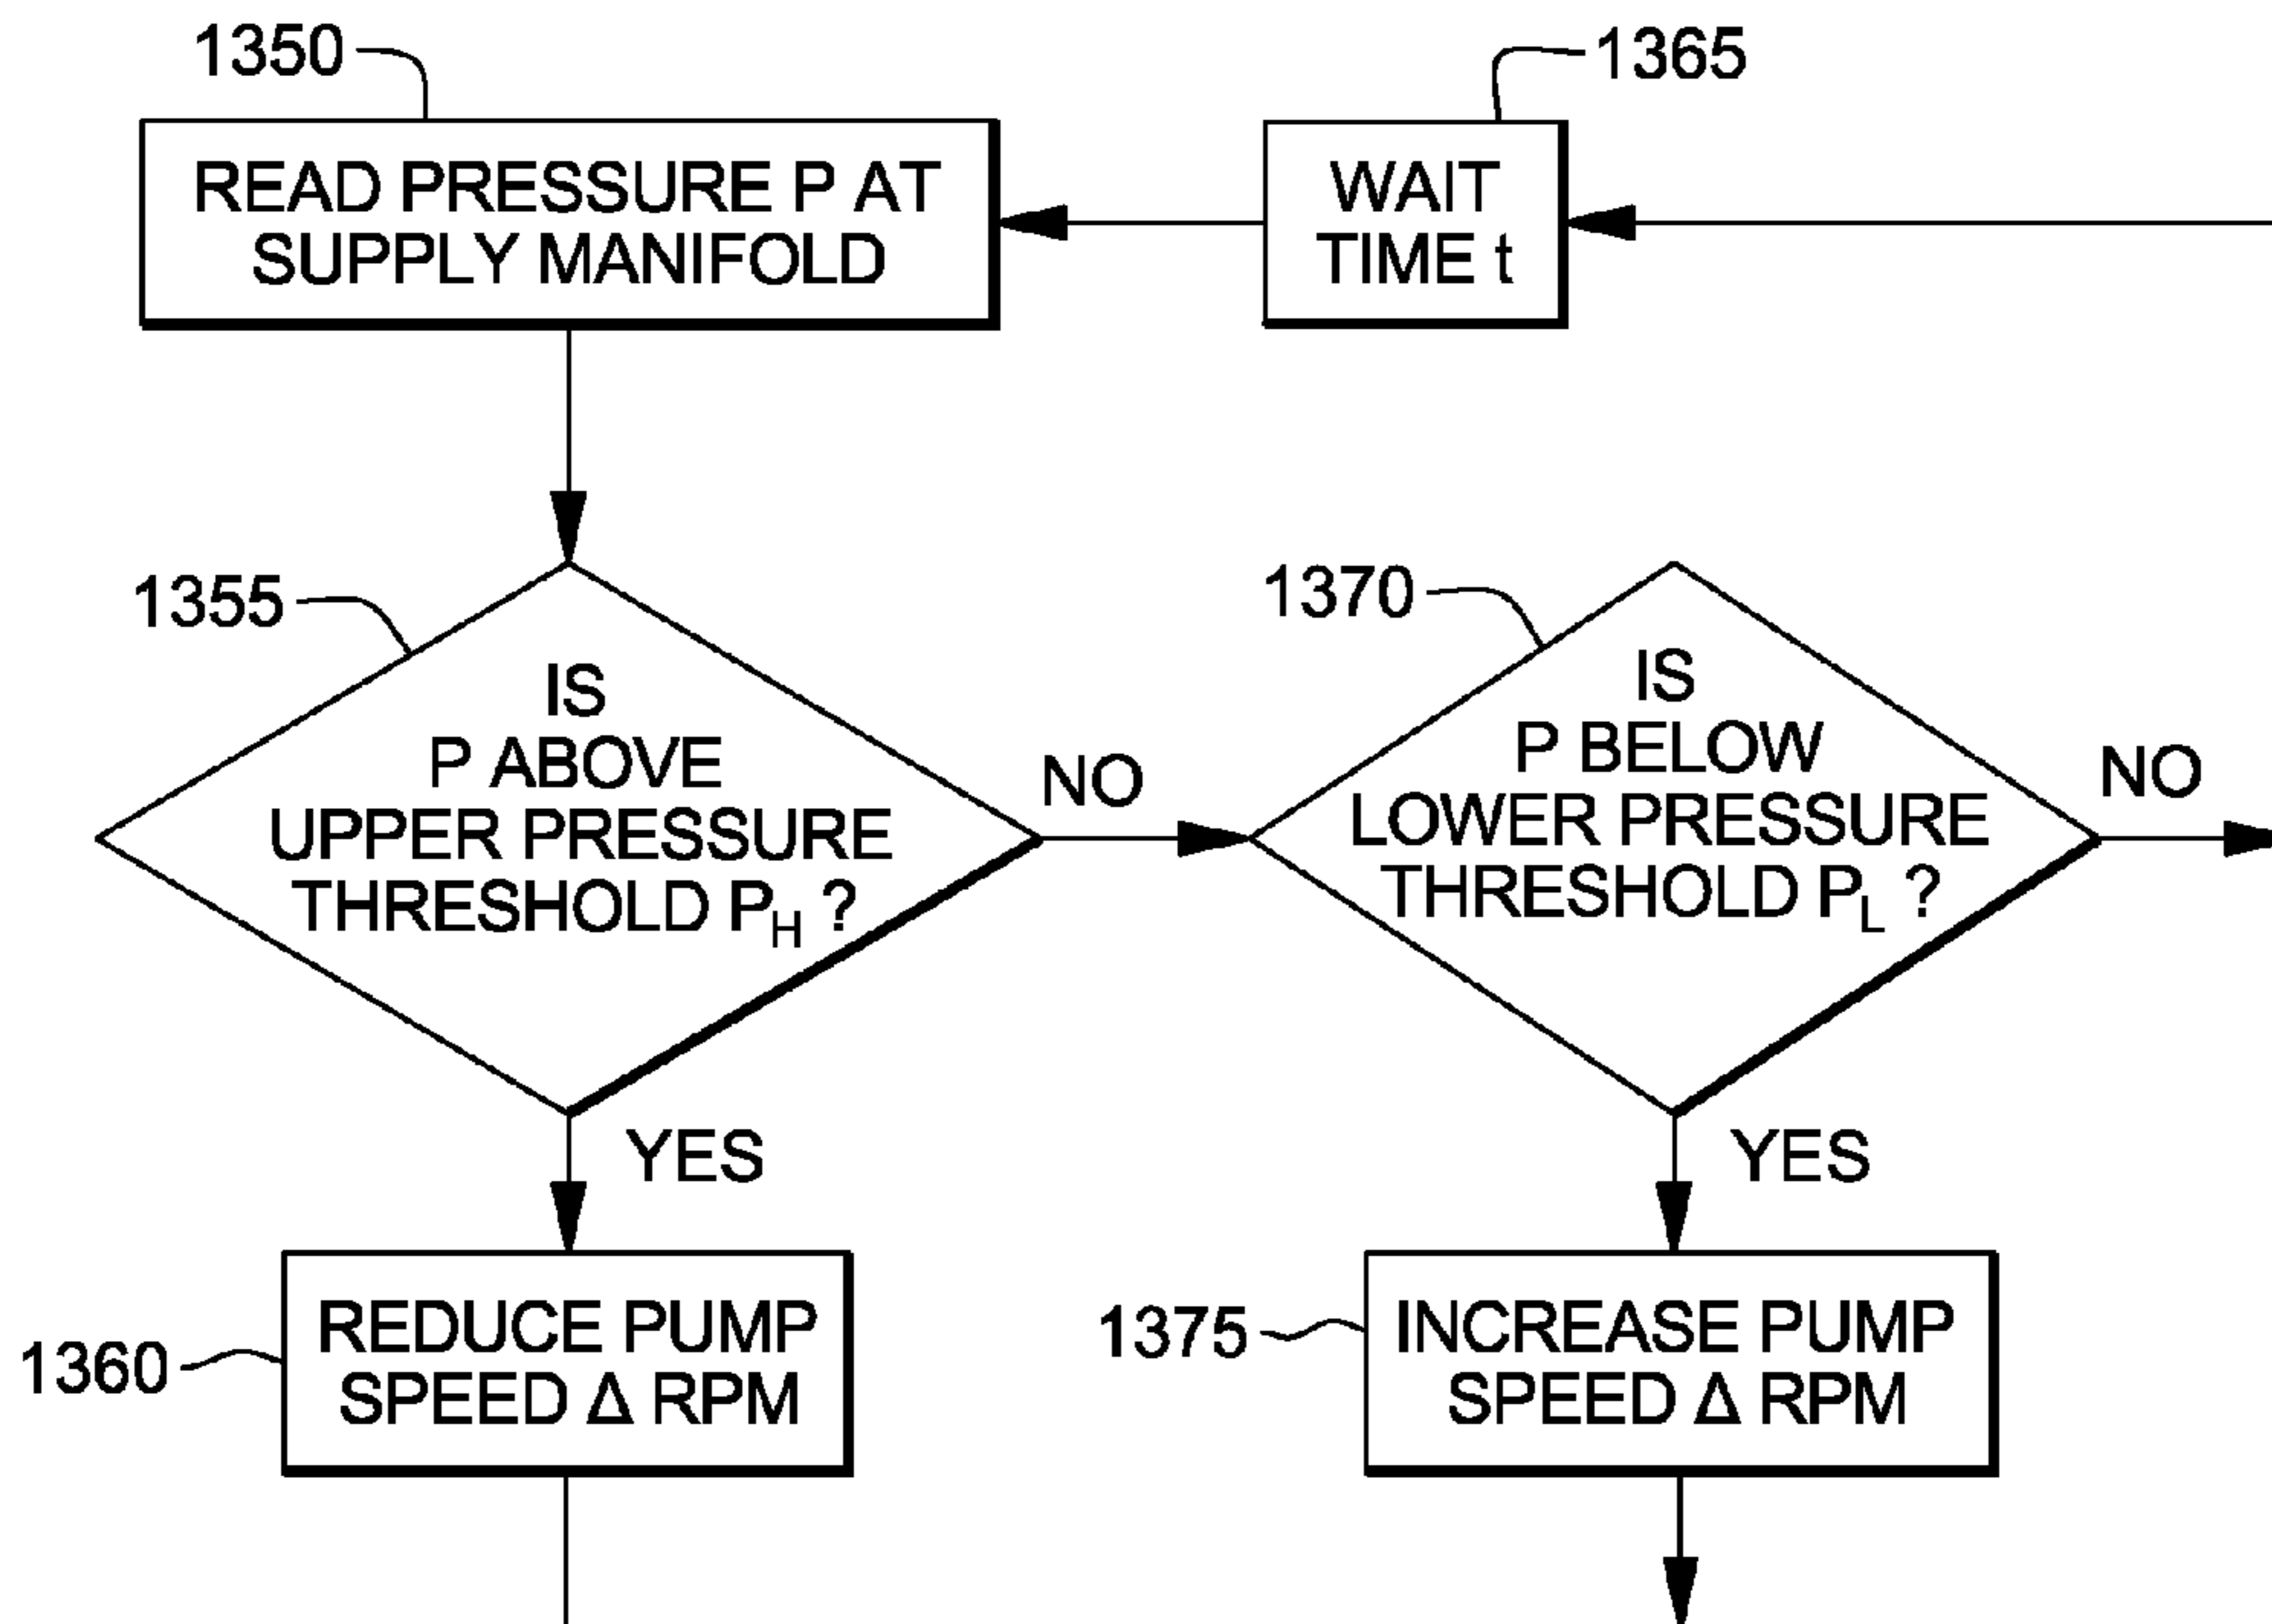 1350
1365
READ PRESSURE P AT
SUPPLY MANIFOLD
WAIT
TIME t
1355
IS
P ABOVE
UPPER PRESSURE
THRESHOLD PH ?
NO
1370
IS
P BELOW
LOWER PRESSURE
THRESHOLD PL ?
NO
YES
YES
1360
REDUCE PUMP
SPEED Δ RPM
1375
INCREASE PUMP
SPEED Δ RPM